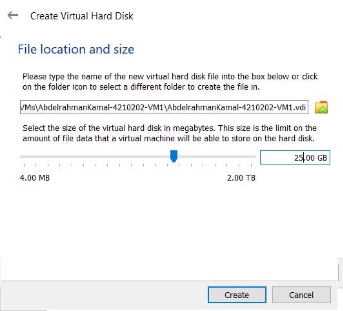 Create Virtual Hard Disk
File location and size
Please type the name of the new virtual hard disk file into the box below or click
on the folder icon to select a different folder to create the file in.
VMs\AbdelrahmanKamal-4210202-VM1\AbdelrahmanKamal-4210202-VM1.vdi
Select the size of the virtual hard disk in megabytes. This size is the limit on the
amount of file data that a virtual machine will be able to store on the hard disk.
25.00 GB
4.00 MB 2.00 TB
Create Cancel